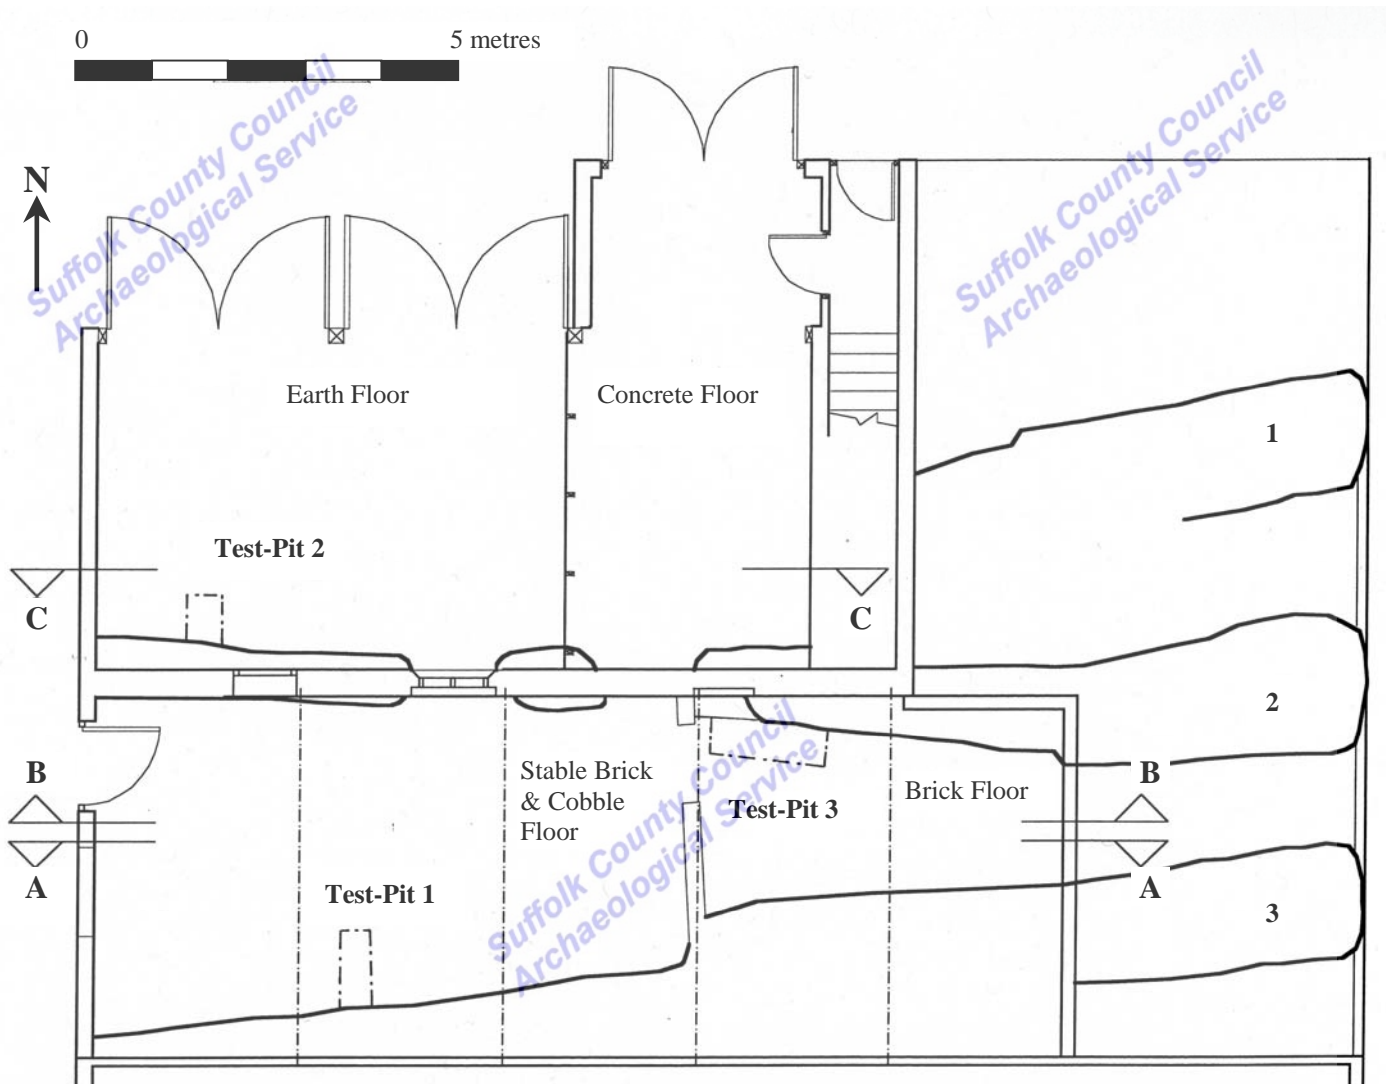 0
5 metres
Suffolk County Council
Archaeological Service
Suffolk County Council
Archaeological Service
N
Earth Floor
Concrete Floor
1
Test-Pit 2
C
C
2
Stable Brick
& Cobble
Floor
B
B
Brick Floor
Test-Pit 3
A
A
Test-Pit 1
3
Suffolk County Council
Archaeological Service